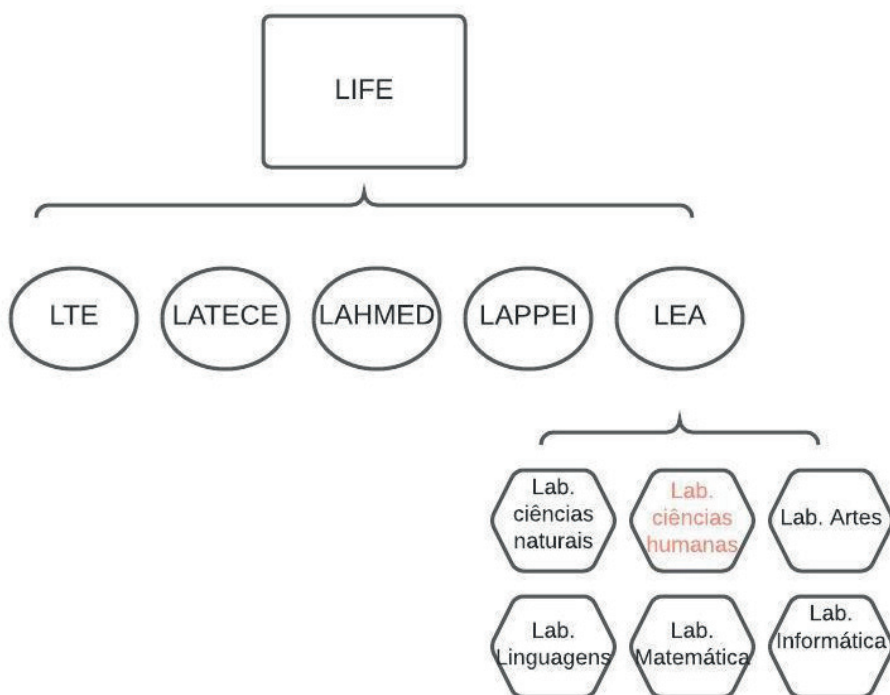 LIFE
LTE
LATECE
LAHMED
LAPPEI
LEA
Lab.
ciências
naturais
Lab.
ciências
humanas
Lab. Artes
Lab.
Linguagens
Lab.
Matemática
Lab.
Informática